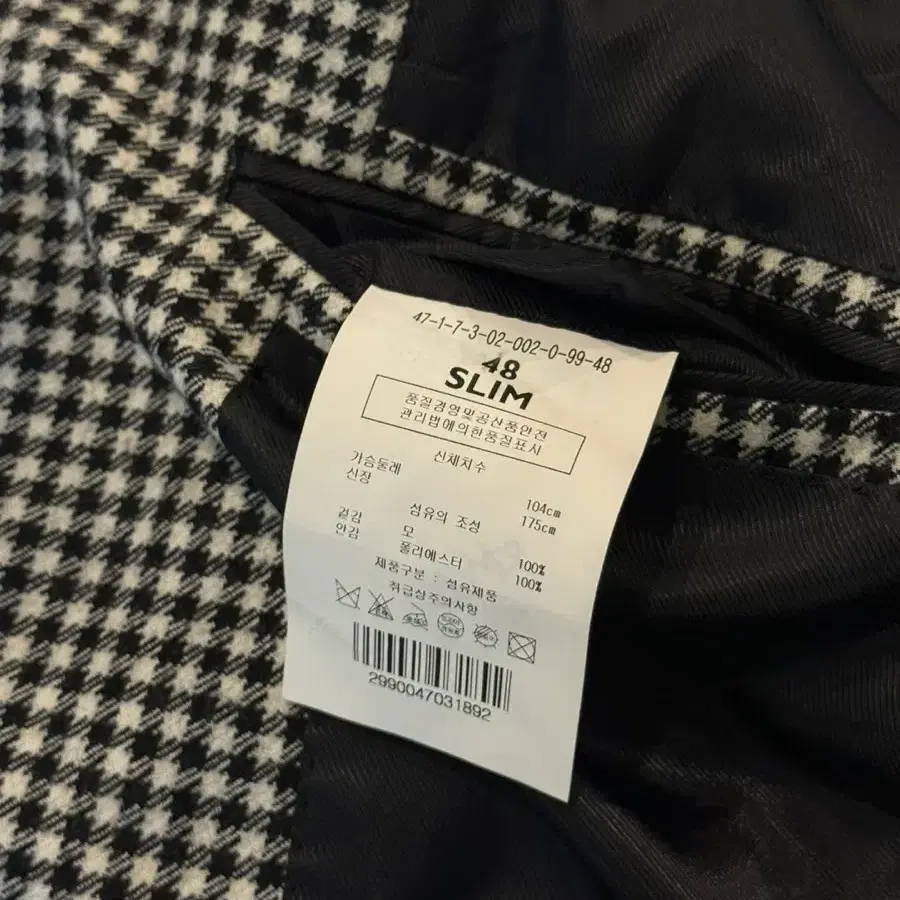 47-1-7-3-02-002-0-99-48
48
SLIM
품질경영및공산품안전
관리법에의한품질표시
신체치수
가슴둘레 104cm
신장 175cm
섬유의 조성
겉감 모 100%
안감 폴리에스터 100%
제품구분 : 섬유제품
취급상주의사항
2990047031892